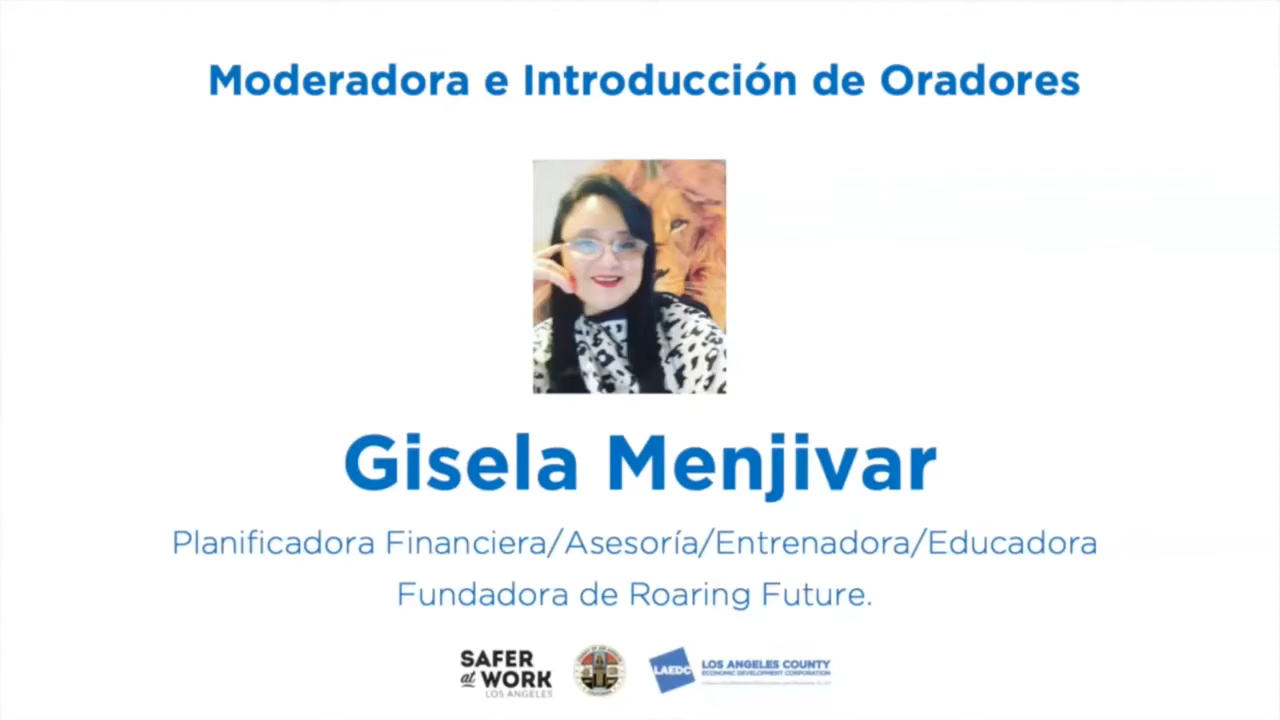 Moderadora e Introducción de Oradores
Gisela Menjivar
Planificadora Financiera/Asesoría/Entrenadora/Educadora
Fundadora de Roaring Future.
SAFER
at WORK
LOS ANGELES
LAEDC
LOS ANGELES COUNTY
ECONOMIC DEVELOPMENT CORPORATION